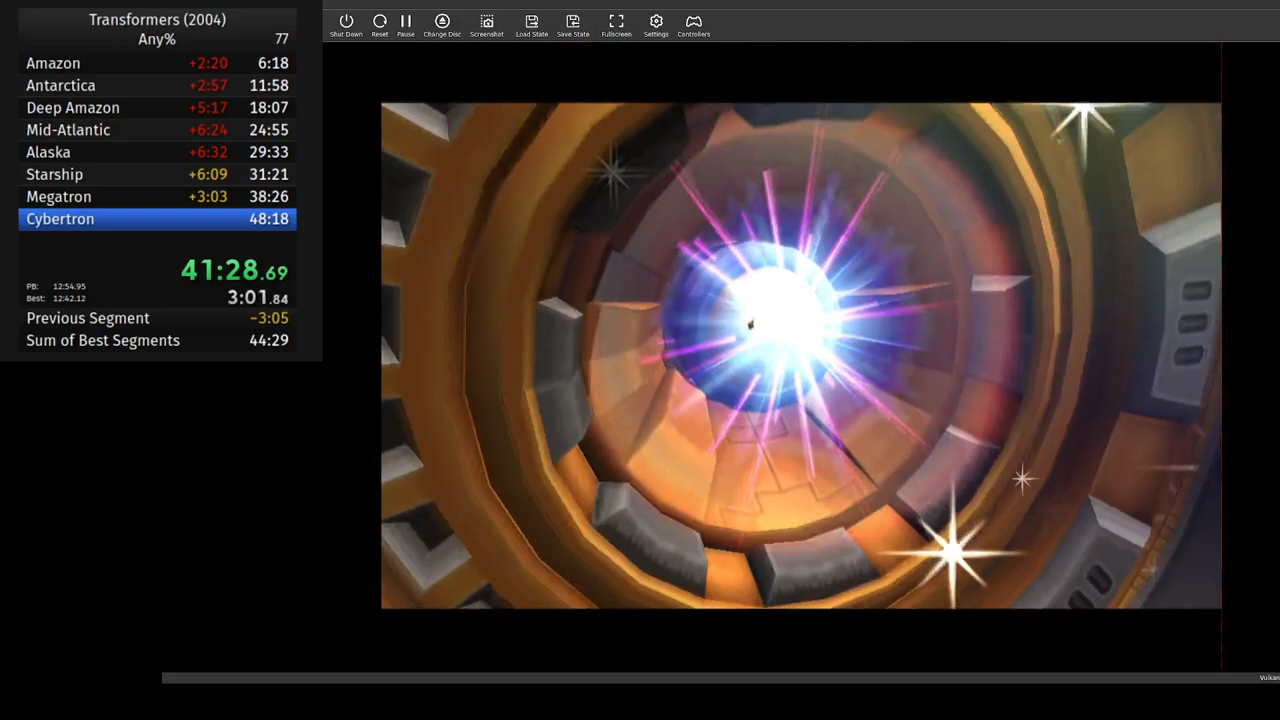 Transformers (2004)
Any% 77
Amazon +2:20 6:18
Antarctica +2:57 11:58
Deep Amazon +5:17 18:07
Mid-Atlantic +6:24 24:55
Alaska +6:32 29:33
Starship +6:09 31:21
Megatron +3:03 38:26
Cybertron 48:18
41:28.69
PB: 12:54.95
Best: 12:42.12
3:01.84
Previous Segment −3:05
Sum of Best Segments 44:29
Shut Down Reset Pause Change Disc Screenshot Load State Save State Fullscreen Settings Controllers
Vulkan